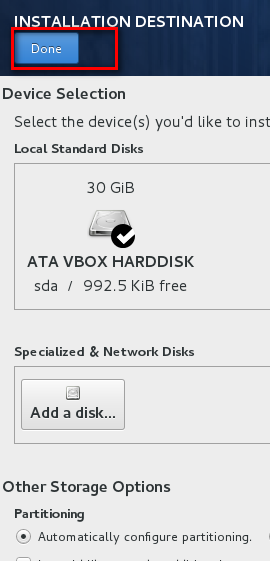 INSTALLATION DESTINATION
Done
Device Selection
Select the device(s) you'd like to inst
Local Standard Disks
30 GiB
ATA VBOX HARDDISK
sda / 992.5 KiB free
Specialized & Network Disks
Add a disk...
Other Storage Options
Partitioning
Automatically configure partitioning.